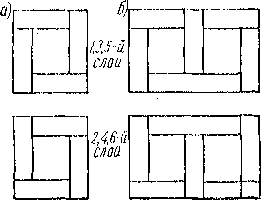 а) б)
1,3,5-й
слои
2,4,6-й
слои